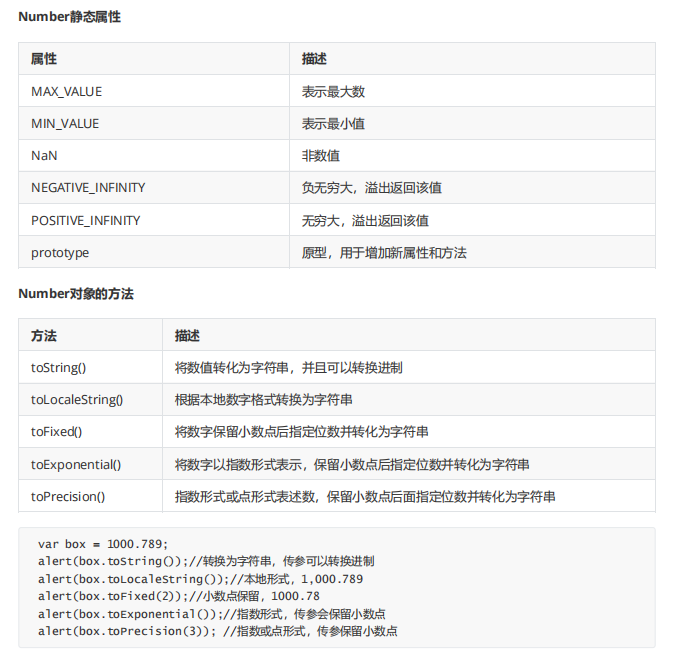 Number静态属性
属性 描述
MAX_VALUE 表示最大数
MIN_VALUE 表示最小值
NaN 非数值
NEGATIVE_INFINITY 负无穷大，溢出返回该值
POSITIVE_INFINITY 无穷大，溢出返回该值
prototype 原型，用于增加新属性和方法
Number对象的方法
方法 描述
toString() 将数值转化为字符串，并且可以转换进制
toLocaleString() 根据本地数字格式转换为字符串
toFixed() 将数字保留小数点后指定位数并转化为字符串
toExponential() 将数字以指数形式表示，保留小数点后指定位数并转化为字符串
toPrecision() 指数形式或点形式表述数，保留小数点后面指定位数并转化为字符串
var box = 1000.789;
alert(box.toString());//转换为字符串，传参可以转换进制
alert(box.toLocaleString());//本地形式，1,000.789
alert(box.toFixed(2));//小数点保留，1000.78
alert(box.toExponential());//指数形式，传参会保留小数点
alert(box.toPrecision(3)); //指数或点形式，传参保留小数点